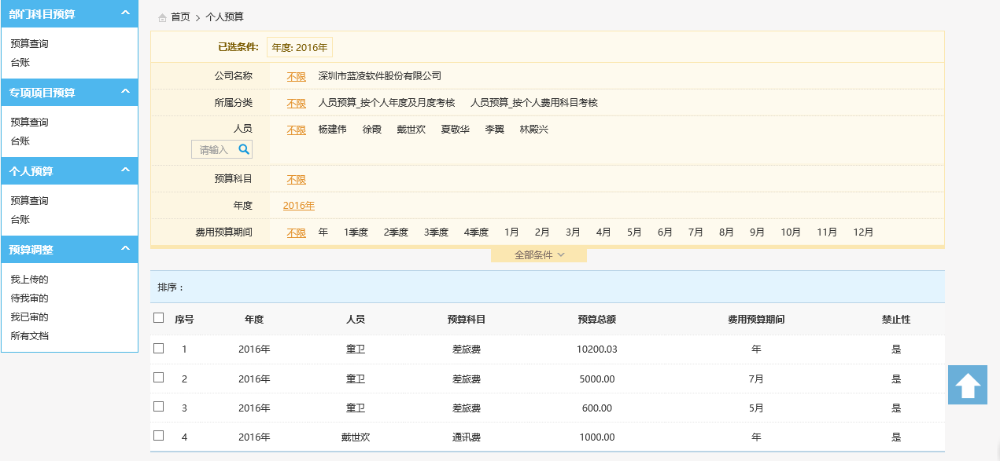 部门科目预算
预算查询
台账
专项项目预算
预算查询
台账
个人预算
预算查询
台账
预算调整
我上传的
待我审的
我已审的
所有文档
首页 > 个人预算
已选条件: 年度: 2016年
公司名称 不限 深圳市蓝凌软件股份有限公司
所属分类 不限 人员预算_按个人年度及月度考核 人员预算_按个人费用科目考核
人员 不限 杨建伟 徐霞 戴世欢 夏敬华 李翼 林殿兴
请输入
预算科目 不限
年度 2016年
费用预算期间 不限 年 1季度 2季度 3季度 4季度 1月 2月 3月 4月 5月 6月 7月 8月 9月 10月 11月 12月
全部条件
排序：
序号 年度 人员 预算科目 预算总额 费用预算期间 禁止性
1 2016年 童卫 差旅费 10200.03 年 是
2 2016年 童卫 差旅费 5000.00 7月 是
3 2016年 童卫 差旅费 600.00 5月 是
4 2016年 戴世欢 通讯费 1000.00 年 是